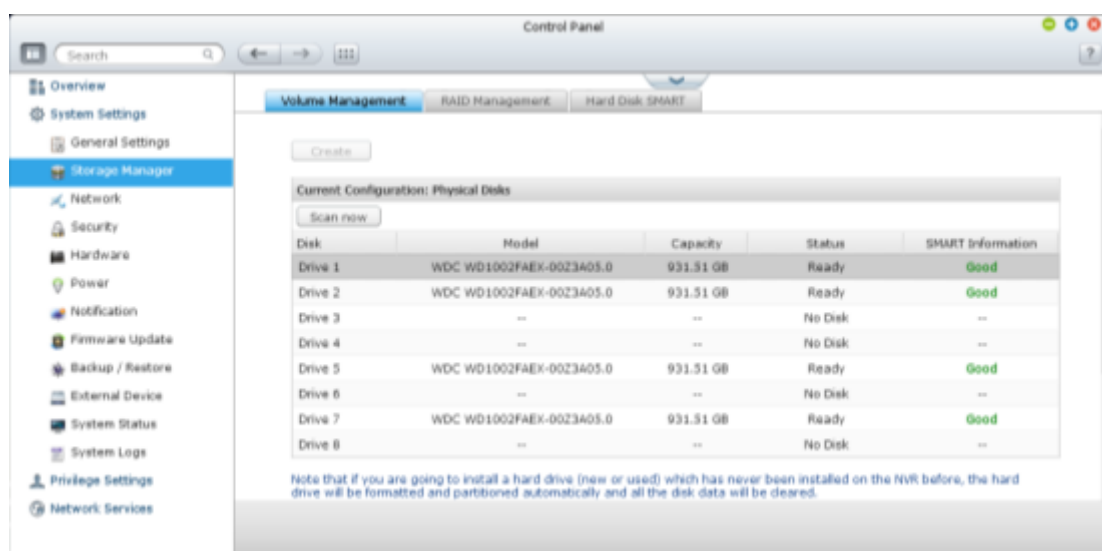 Control Panel
Search
?
Overview
System Settings
General Settings
Storage Manager
Network
Security
Hardware
Power
Notification
Firmware Update
Backup / Restore
External Device
System Status
System Logs
Privilege Settings
Network Services
Volume Management RAID Management Hard Disk SMART
Create
Current Configuration: Physical Disks
Scan now
Disk Model Capacity Status SMART Information
Drive 1 WDC WD1002FAEX-00Z3A05.0 931.51 GB Ready Good
Drive 2 WDC WD1002FAEX-00Z3A05.0 931.51 GB Ready Good
Drive 3 -- -- No Disk --
Drive 4 -- -- No Disk --
Drive 5 WDC WD1002FAEX-00Z3A05.0 931.51 GB Ready Good
Drive 6 -- -- No Disk --
Drive 7 WDC WD1002FAEX-00Z3A05.0 931.51 GB Ready Good
Drive 8 -- -- No Disk --
Note that if you are going to install a hard drive (new or used) which has never been installed on the NVR before, the hard
drive will be formatted and partitioned automatically and all the disk data will be cleared.